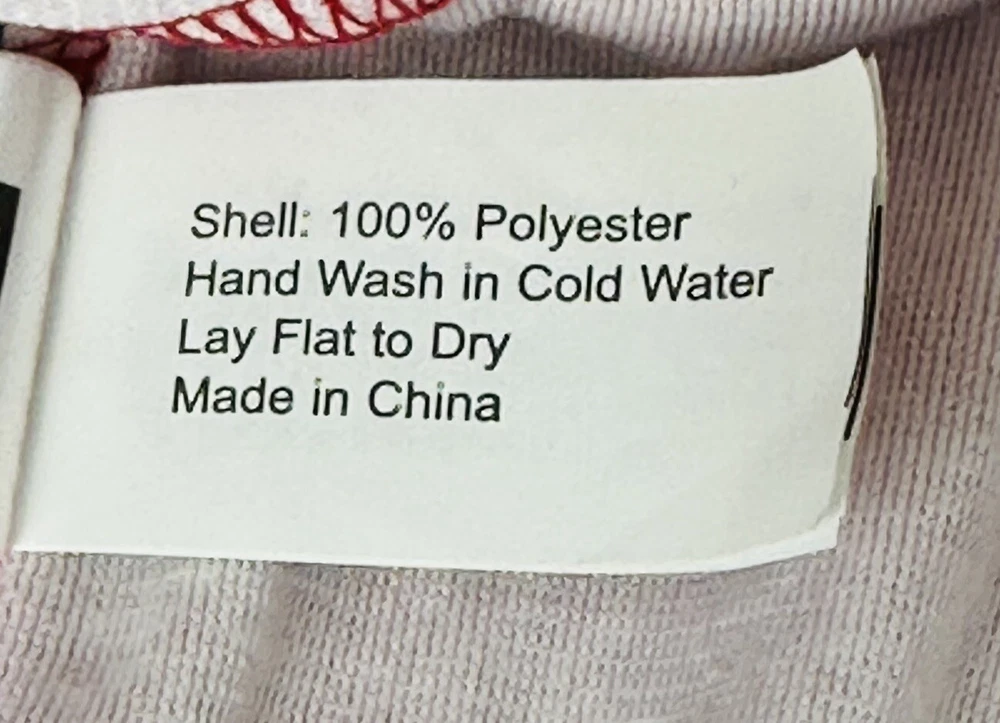 Shell: 100% Polyester
Hand Wash in Cold Water
Lay Flat to Dry
Made in China